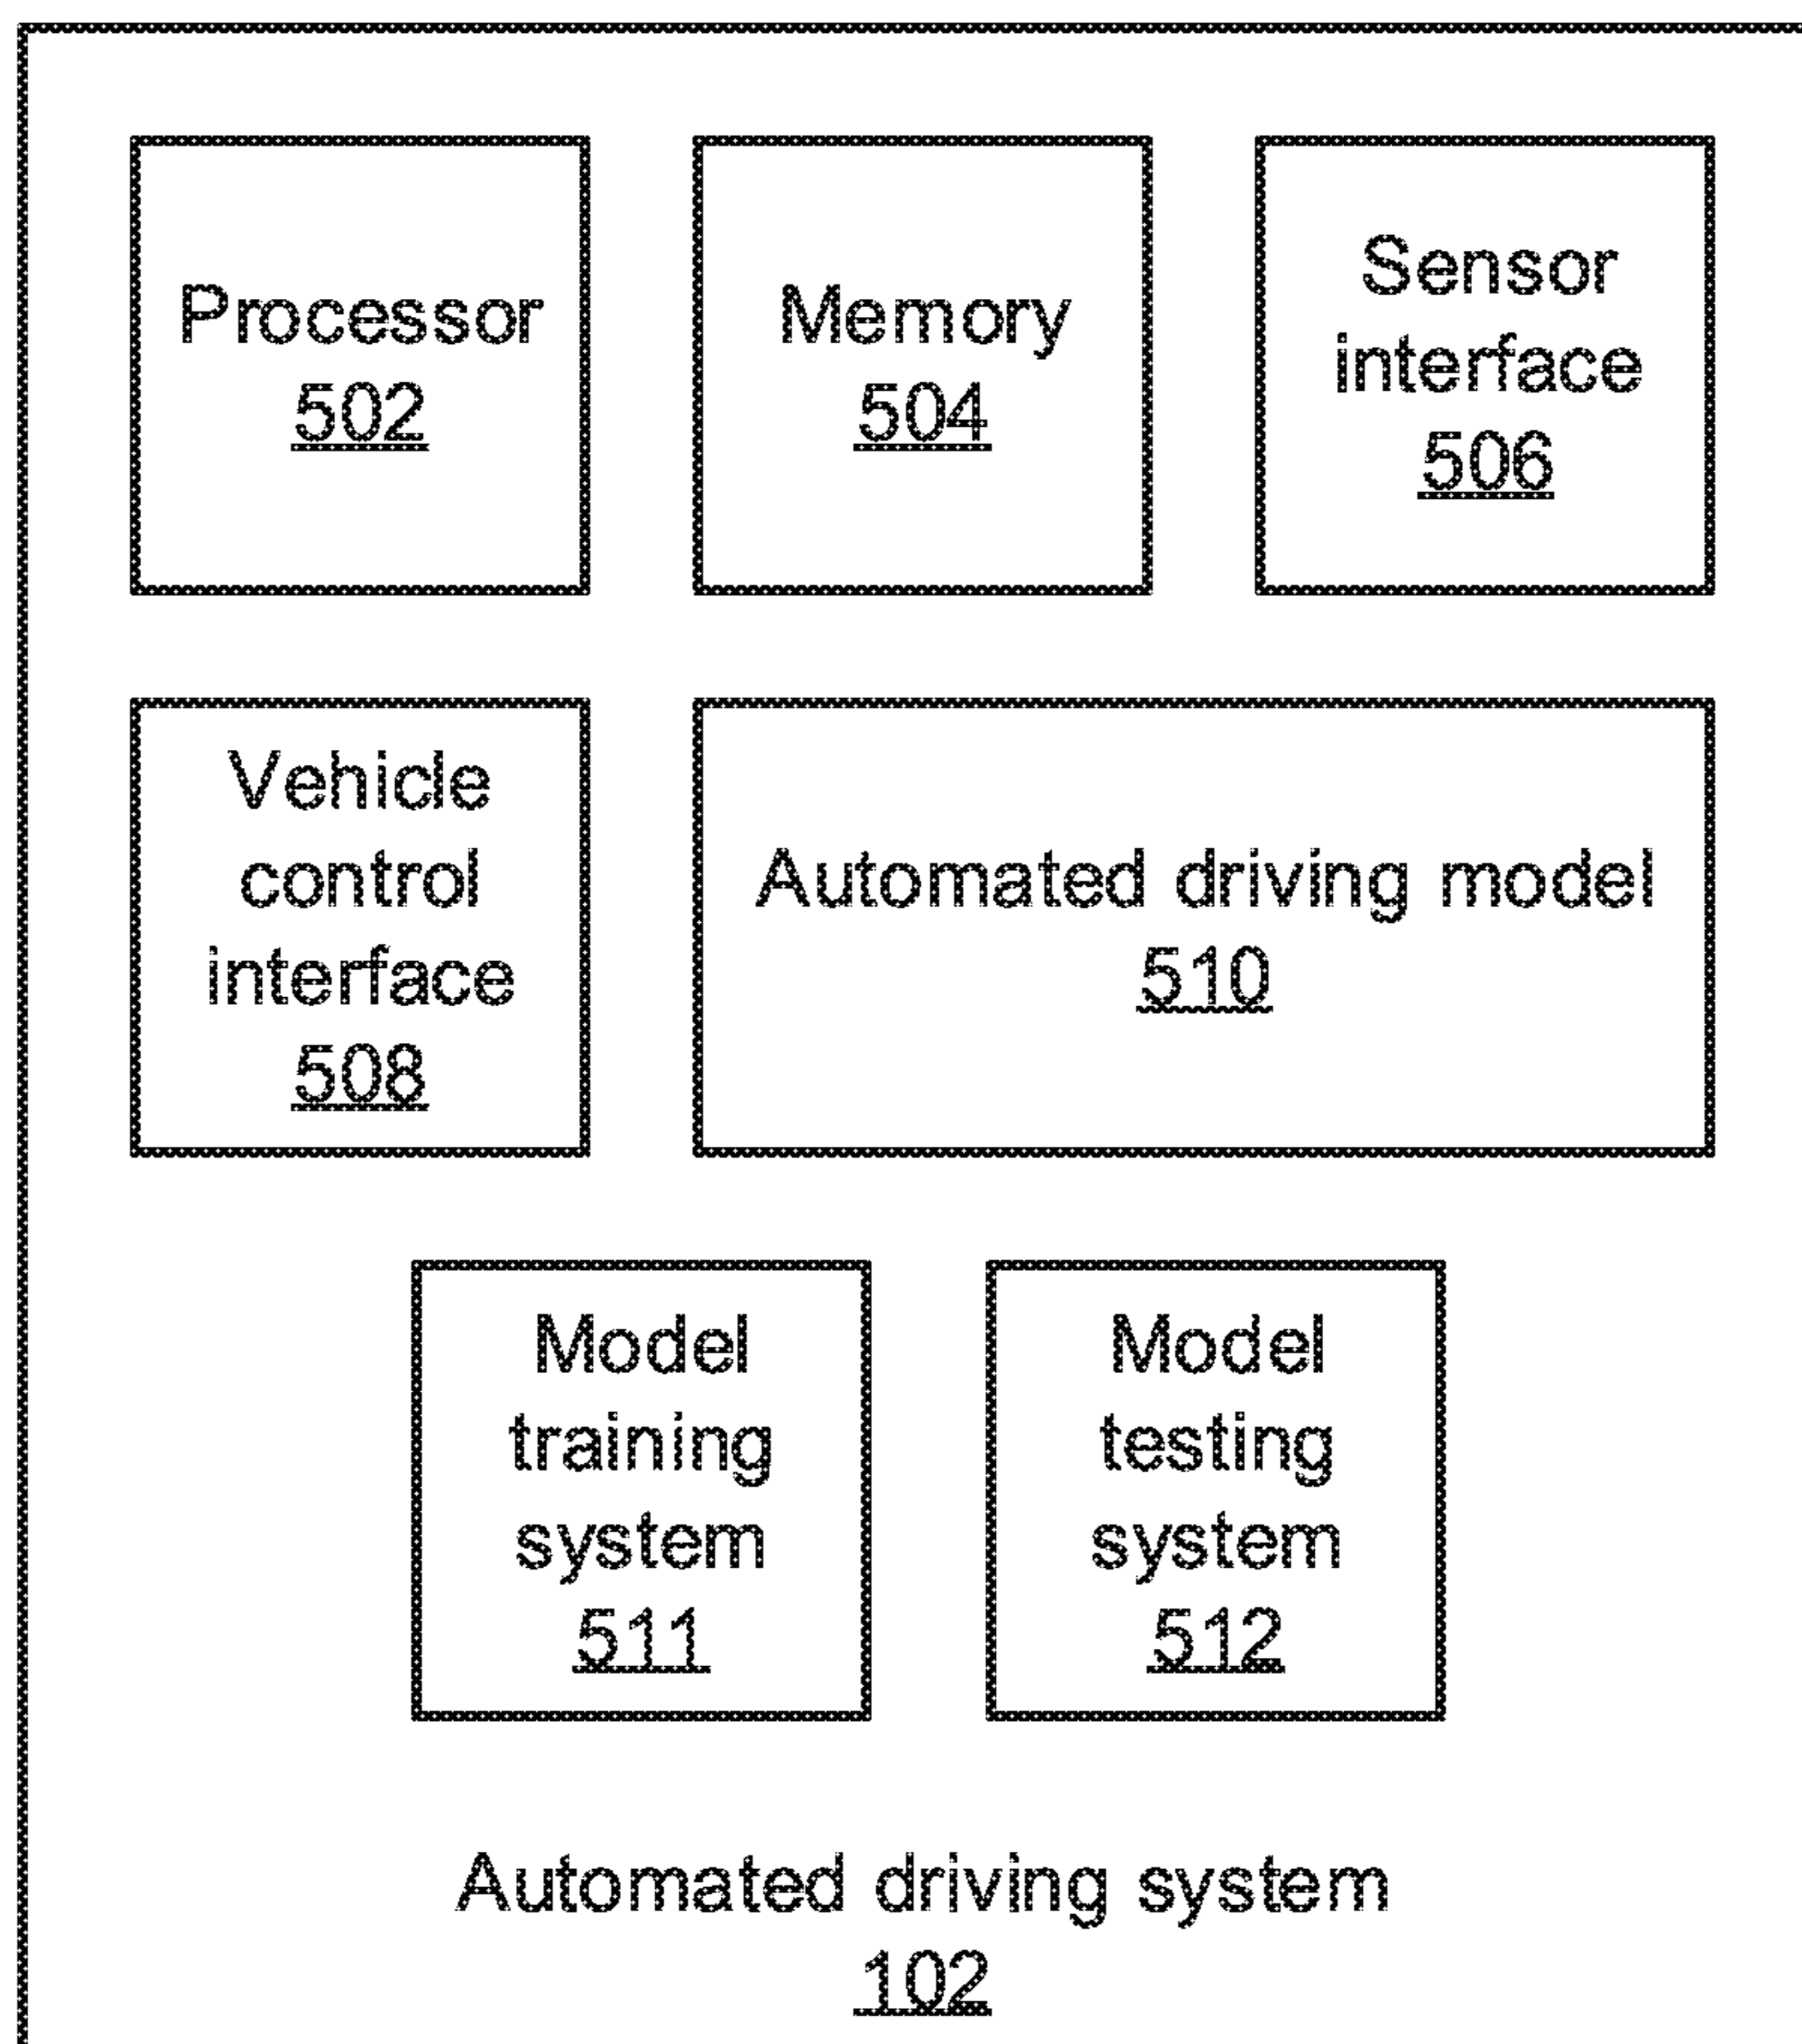 Processor
502
Memory
504
Sensor
interface
506
Vehicle
control
interface
508
Automated driving model
510
Model
training
system
511
Model
testing
system
512
Automated driving system
102